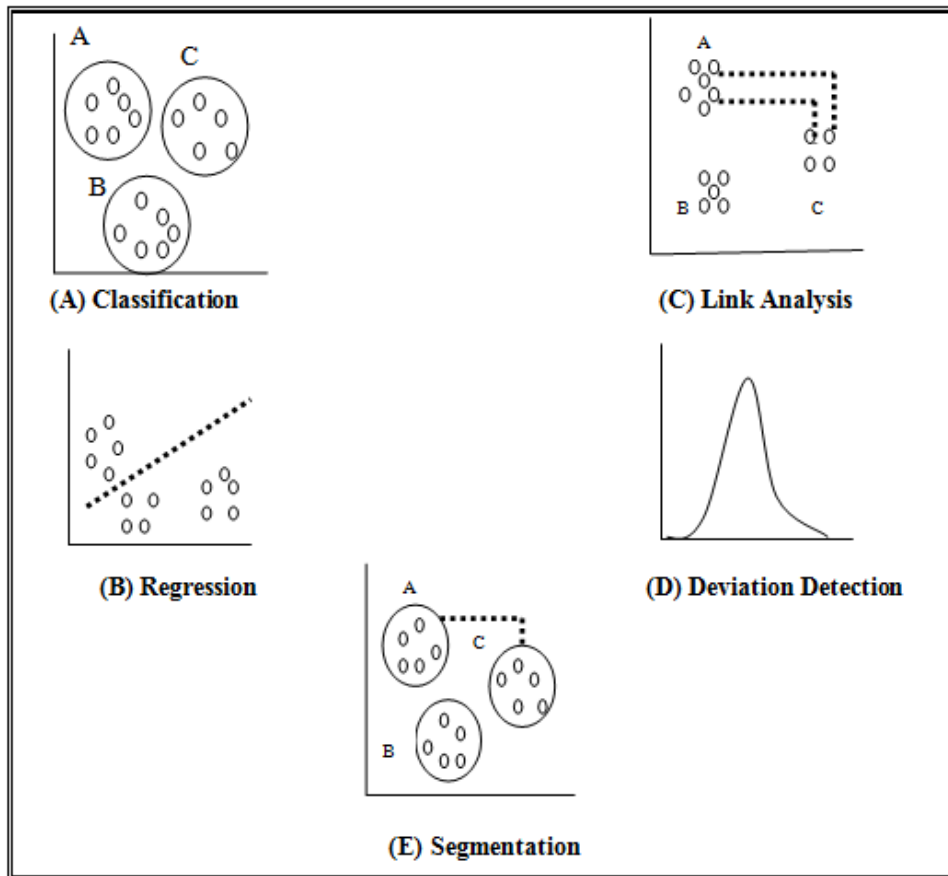 A
C
B
(A) Classification
A
B
C
(C) Link Analysis
(B) Regression
(D) Deviation Detection
A
C
B
(E) Segmentation